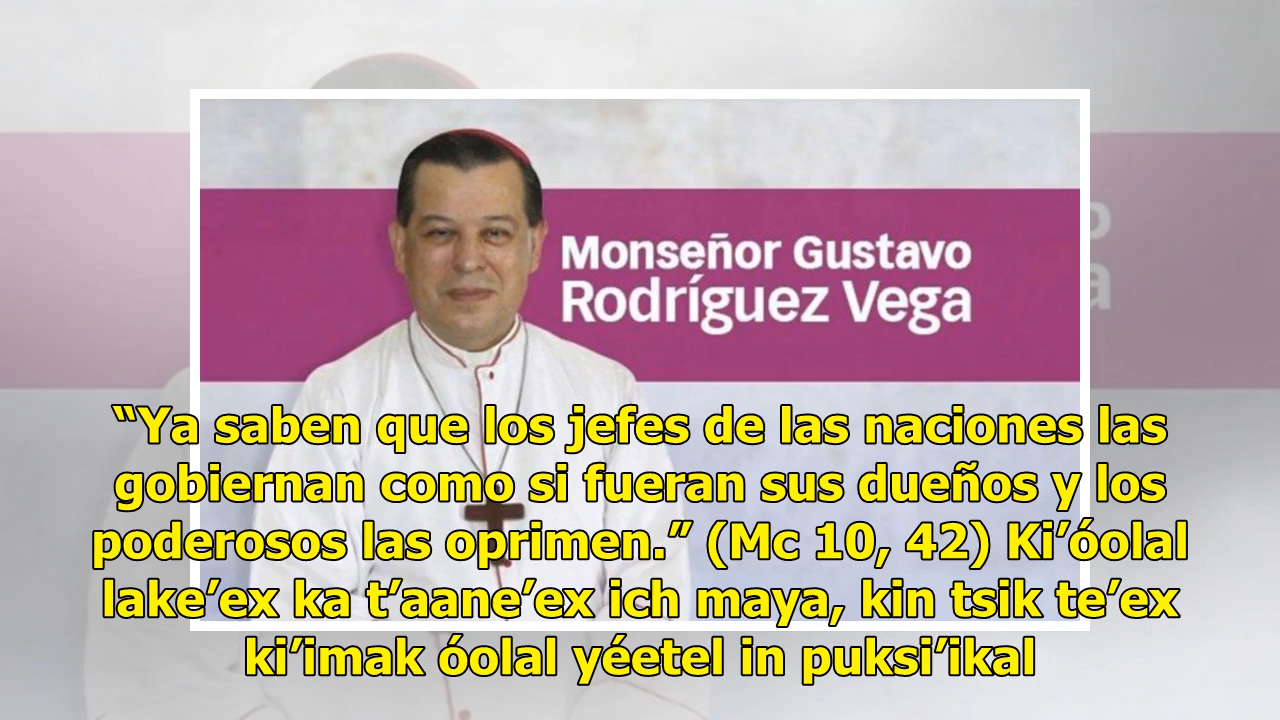 Monseñor Gustavo
Rodríguez Vega
“Ya saben que los jefes de las naciones las
gobiernan como si fueran sus dueños y los
poderosos las oprimen.” (Mc 10, 42) Ki’óolal
lake’ex ka t’aane’ex ich maya, kin tsik te’ex
ki’imak óolal yéetel in puksi’ikal